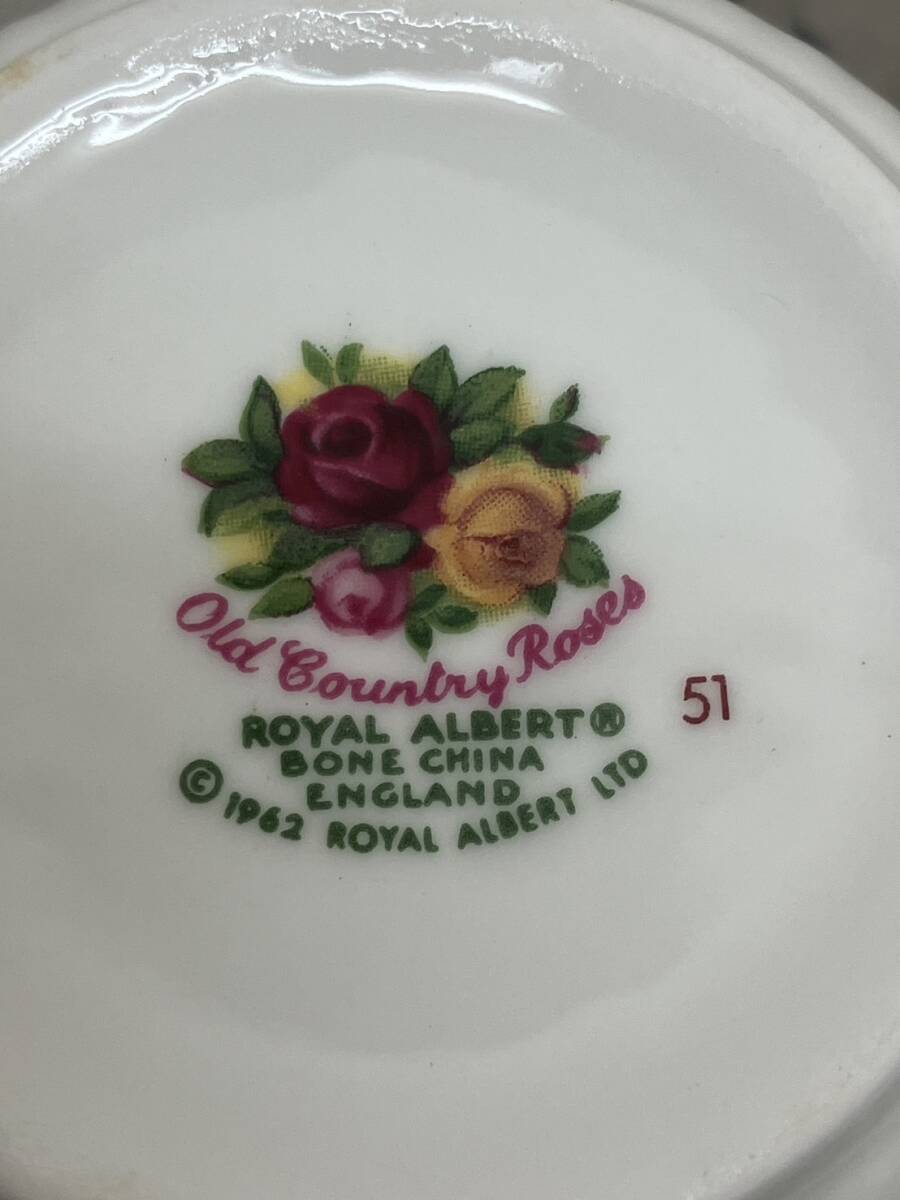 Old Country Roses
ROYAL ALBERT®
BONE CHINA
ENGLAND
© 1962 ROYAL ALBERT LTD
51